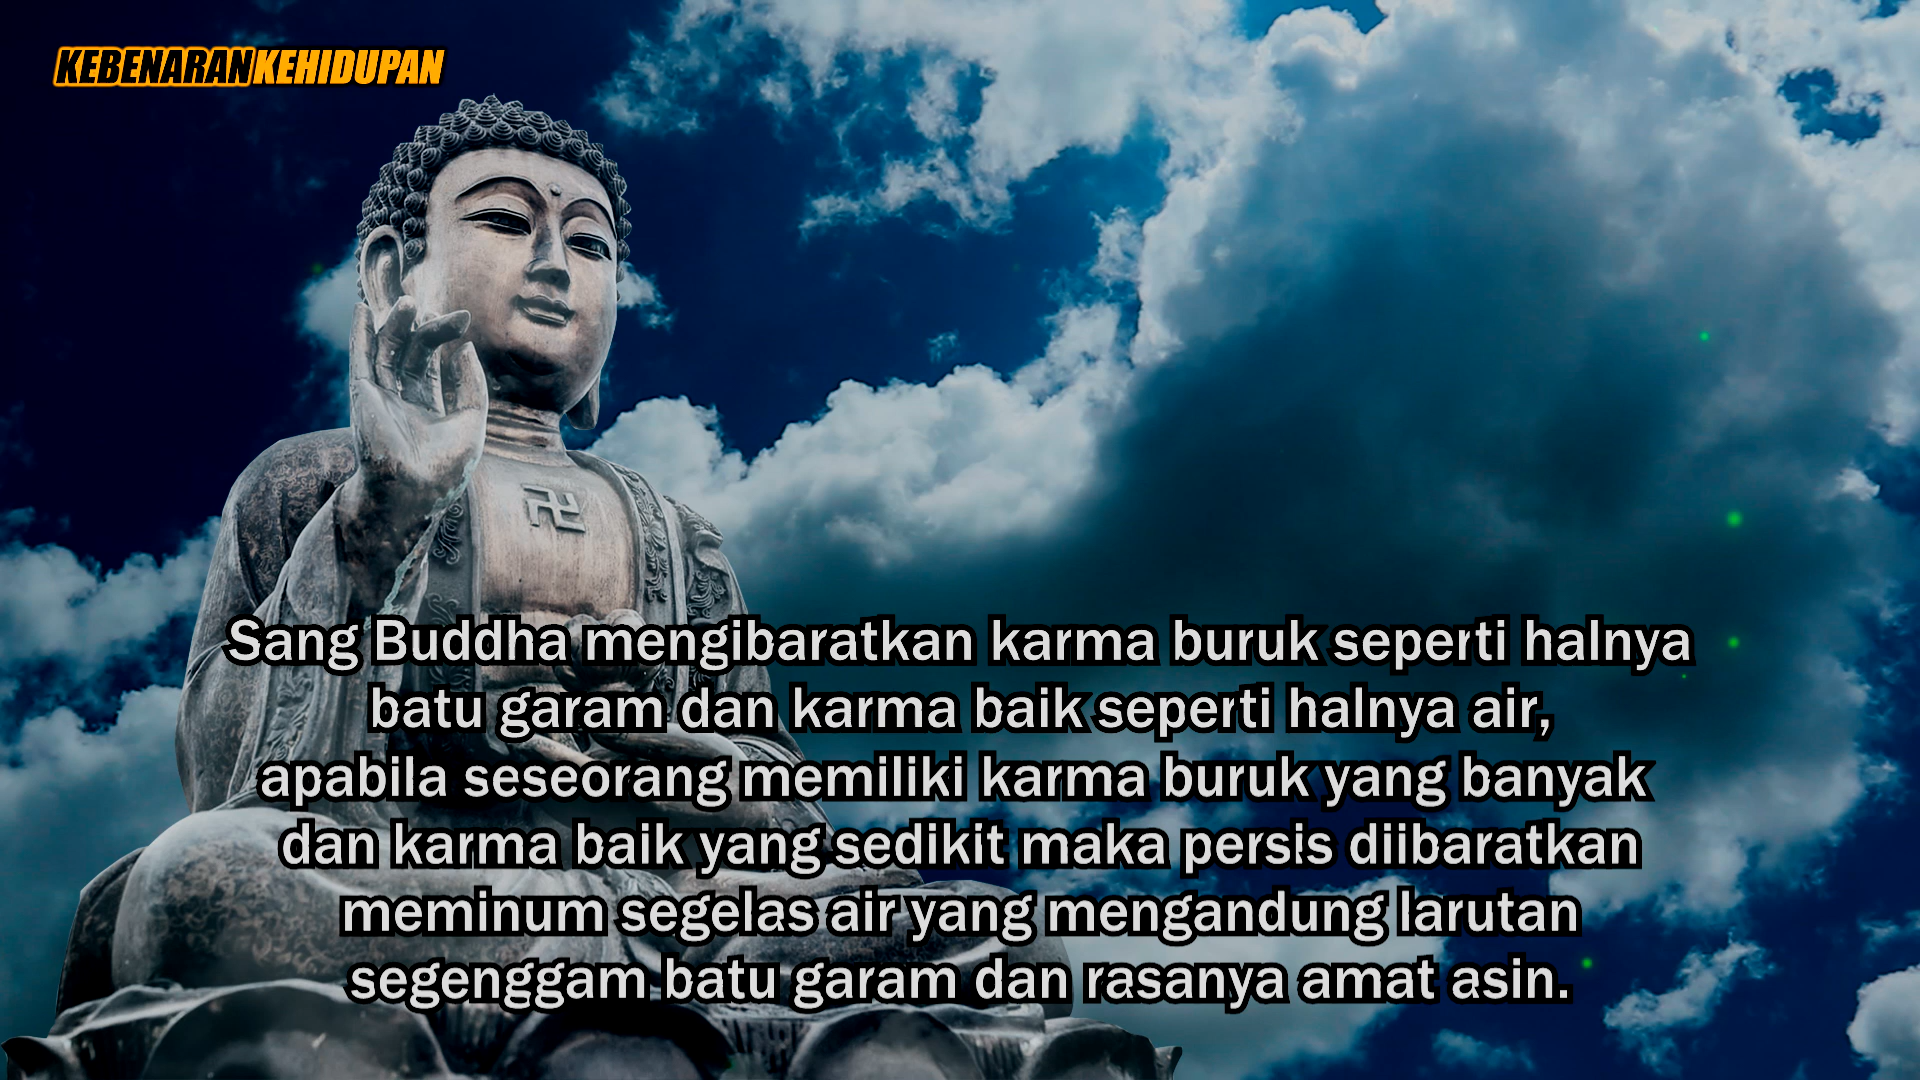 KEBENARANKEHIDUPAN
Sang Buddha mengibaratkan karma buruk seperti halnya
batu garam dan karma baik seperti halnya air,
apabila seseorang memiliki karma buruk yang banyak
dan karma baik yang sedikit maka persis diibaratkan
meminum segelas air yang mengandung larutan
segenggam batu garam dan rasanya amat asin.